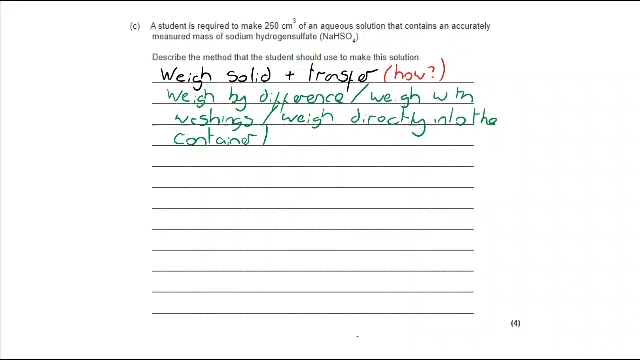 (c) A student is required to make 250 cm³ of an aqueous solution that contains an accurately
measured mass of sodium hydrogensulfate (NaHSO₄).
Describe the method that the student should use to make this solution.
Weigh solid + transfer (how?)
Weigh by difference / weigh with
washings / weigh directly into the
container /
(4)